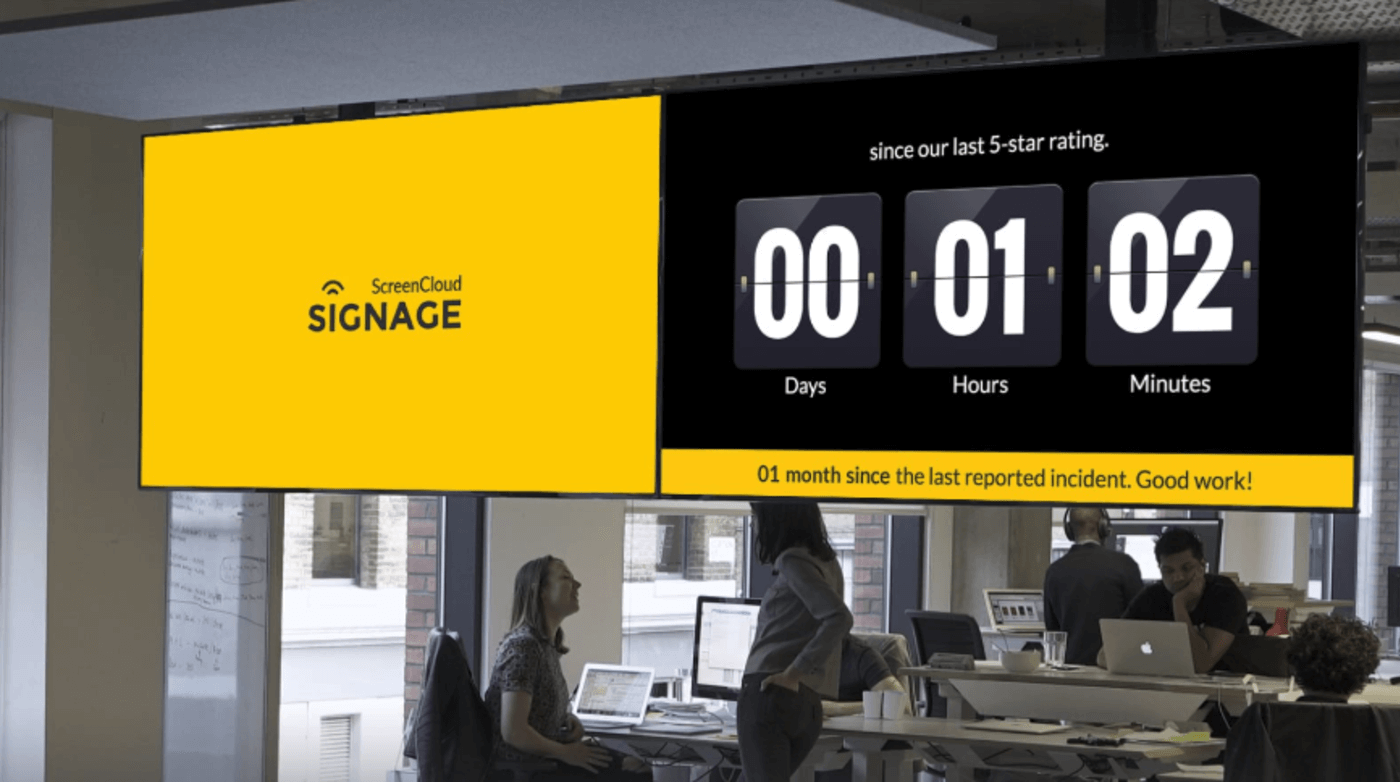 ScreenCloud
SIGNAGE
since our last 5-star rating.
00 01 02
Days Hours Minutes
01 month since the last reported incident. Good work!